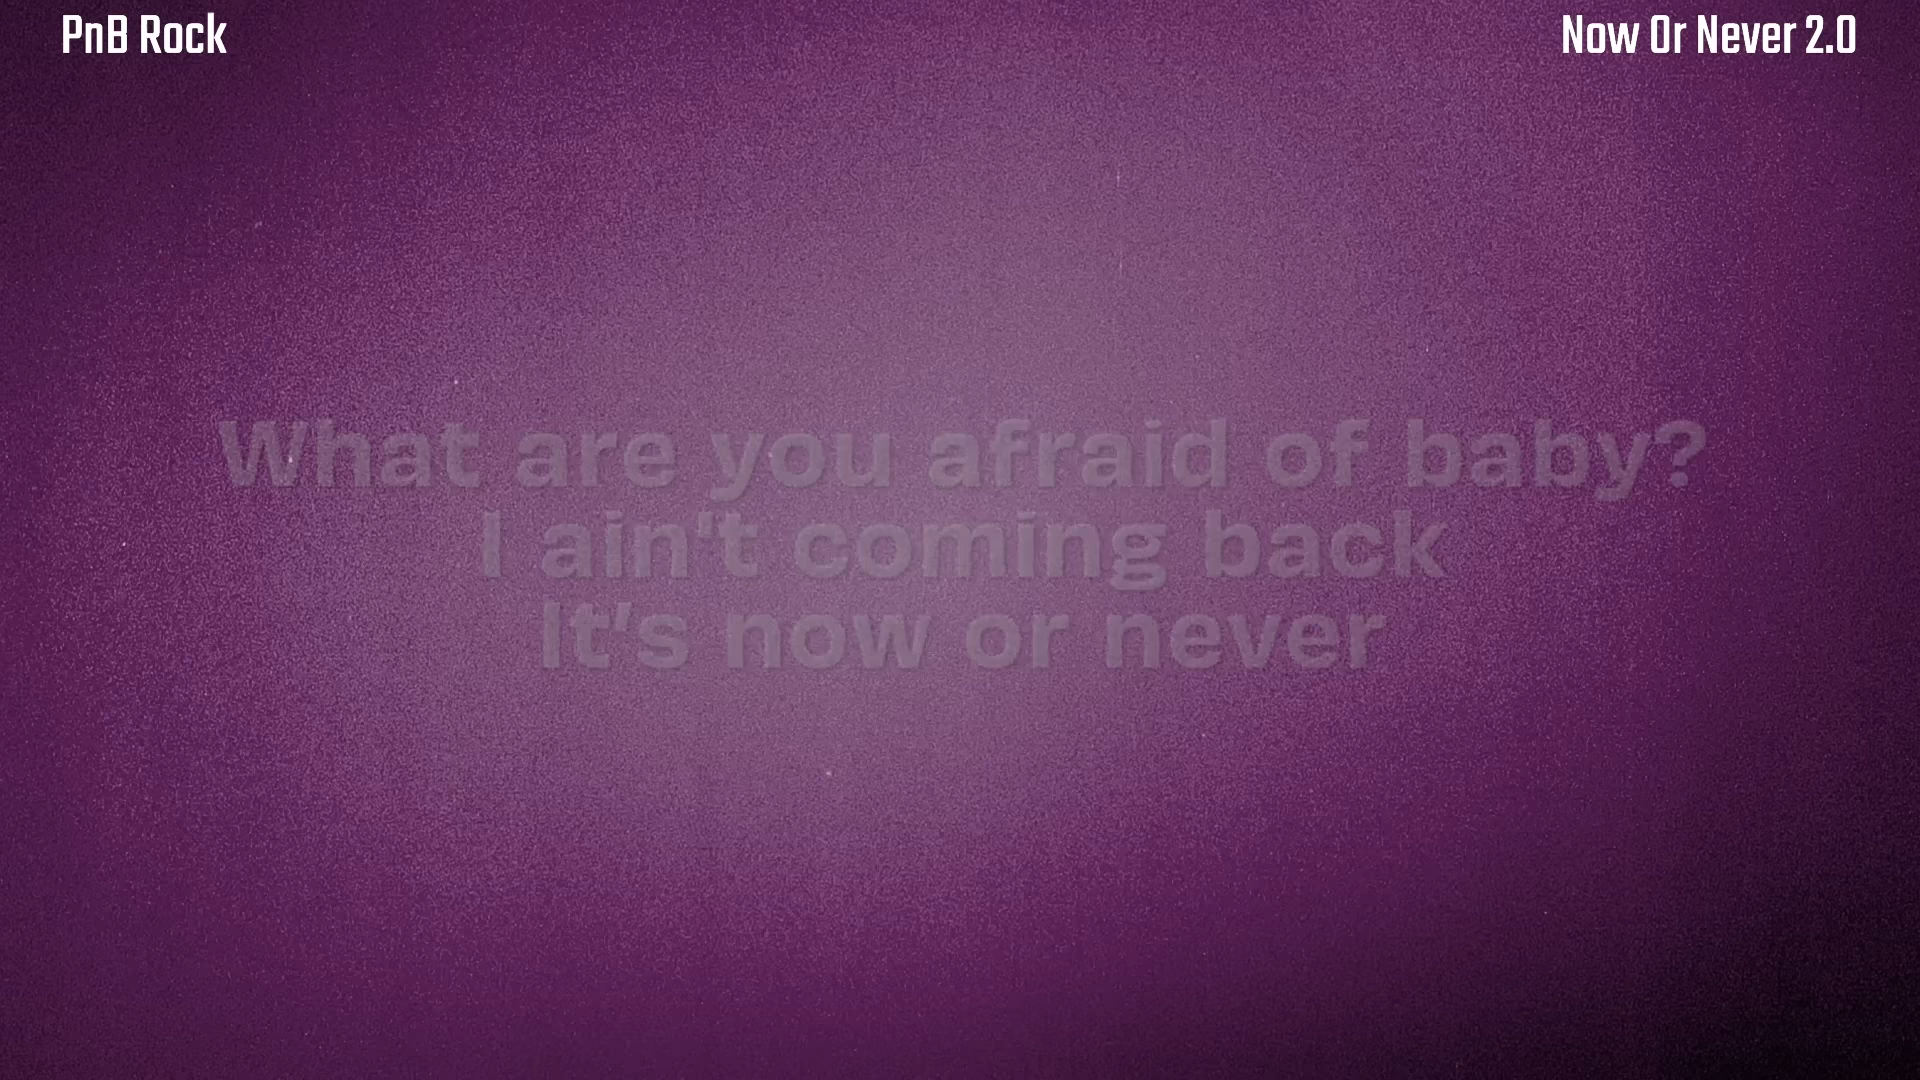 PnB Rock
Now Or Never 2.0
What are you afraid of baby?
I ain't coming back
It's now or never